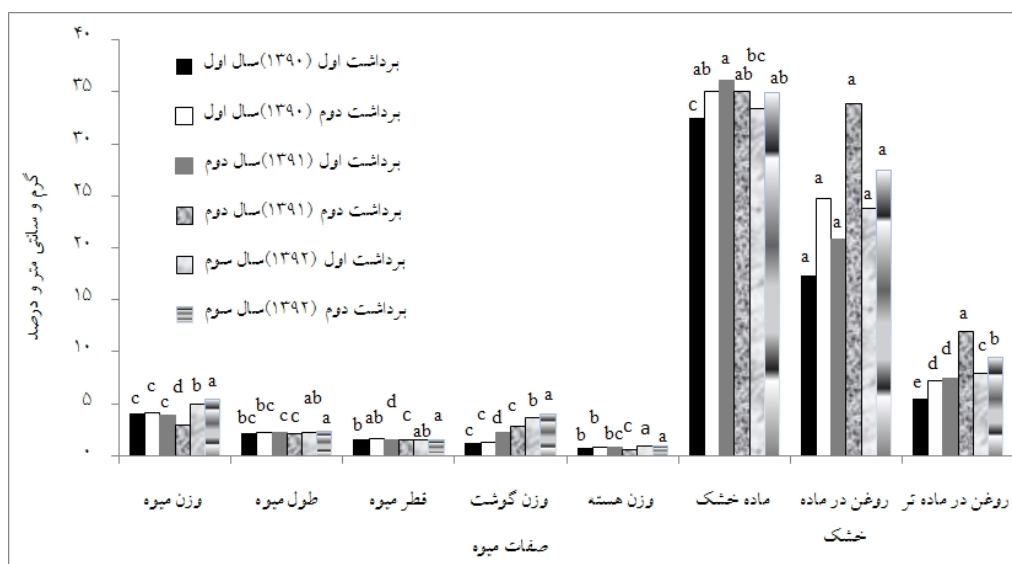 ۴۰
۳۵
۳۰
۲۵
۲۰
۱۵
۱۰
۵
۰
گرم و سانتی متر و درصد
برداشت اول (۱۳۹۰)سال اول
برداشت دوم (۱۳۹۰)سال اول
برداشت اول (۱۳۹۱)سال دوم
برداشت دوم (۱۳۹۱)سال دوم
برداشت اول (۱۳۹۲)سال سوم
برداشت دوم (۱۳۹۲)سال سوم
c c c d b a
bc bc c c ab a
b ab d c ab a
c c d c b a
b b bc c a a
c ab a ab bc ab
a a a a a a
e d d a c b
وزن میوه
طول میوه
قطر میوه
وزن گوشت
وزن هسته
ماده خشک
روغن در ماده خشک
روغن در ماده تر
صفات میوه